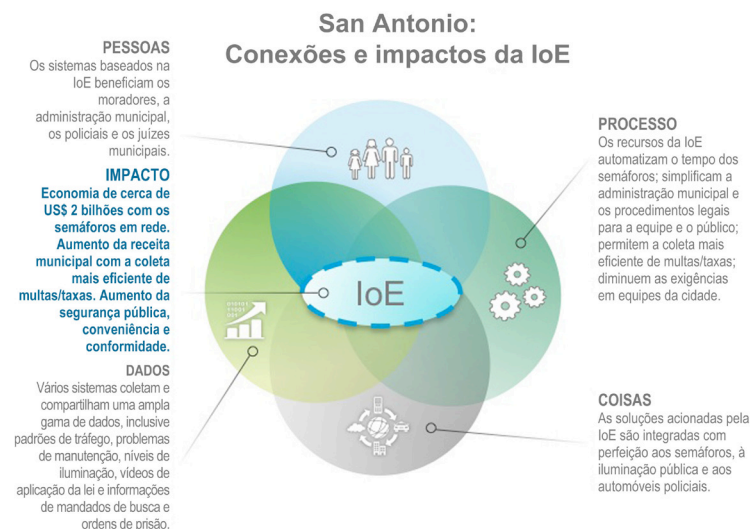 San Antonio:
Conexões e impactos da IoE
PESSOAS
Os sistemas baseados na
IoE beneficiam os
moradores, a
administração municipal,
os policiais e os juízes
municipais.
IMPACTO
Economia de cerca de
US$ 2 bilhões com os
semáforos em rede.
Aumento da receita
municipal com a coleta
mais eficiente de
multas/taxas. Aumento da
segurança pública,
conveniência e
conformidade.
DADOS
Vários sistemas coletam e
compartilham uma ampla
gama de dados, inclusive
padrões de tráfego, problemas
de manutenção, níveis de
iluminação, vídeos de
aplicação da lei e informações
de mandados de busca e
ordens de prisão.
IoE
PROCESSO
Os recursos da IoE
automatizam o tempo dos
semáforos; simplificam a
administração municipal e
os procedimentos legais
para a equipe e o público;
permitem a coleta mais
eficiente de multas/taxas;
diminuem as exigências
em equipes da cidade.
COISAS
As soluções acionadas pela
IoE são integradas com
perfeição aos semáforos, à
iluminação pública e aos
automóveis policiais.